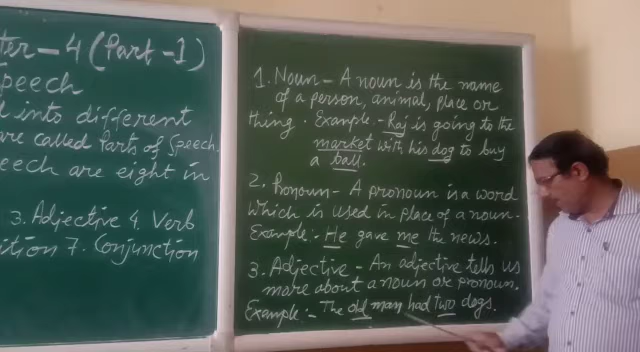 ter-4 (Part-1)
Speech
d into different
are called Parts of Speech.
eech are eight in
3. Adjective 4. Verb
ition 7. Conjunction
1. Noun - A noun is the name
of a person, animal, place or
thing. Example:- Raj is going to the
market with his dog to buy
a ball.
2. Pronoun - A pronoun is a word
which is used in place of a noun.
Example:- He gave me the news.
3. Adjective - An adjective tells us
more about a noun or pronoun.
Example:- The old man had two dogs.